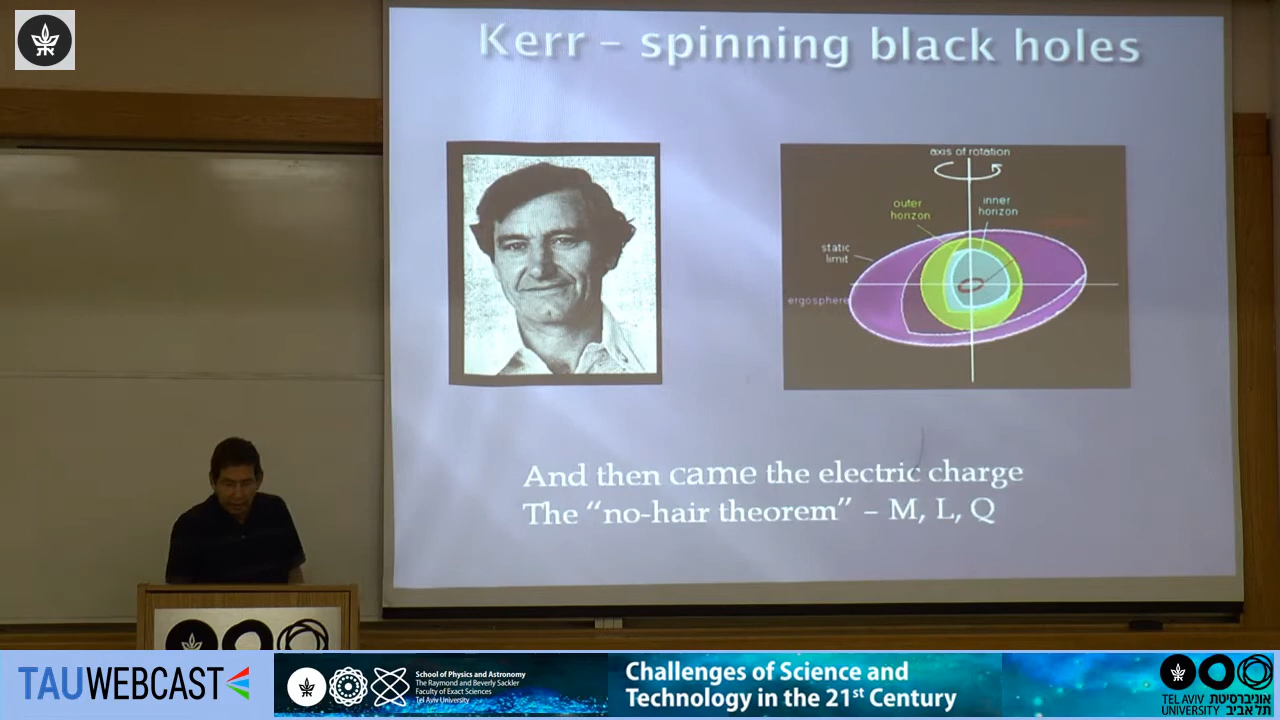 Kerr – spinning black holes
axis of rotation
outer
horizon
inner
horizon
static
limit
ergosphere
And then came the electric charge
The “no-hair theorem” – M, L, Q
TAUWEBCAST
School of Physics and Astronomy
The Raymond and Beverly Sackler
Faculty of Exact Sciences
Tel Aviv University
Challenges of Science and
Technology in the 21st Century
TEL AVIV אוניברסיטת
UNIVERSITY תל אביב